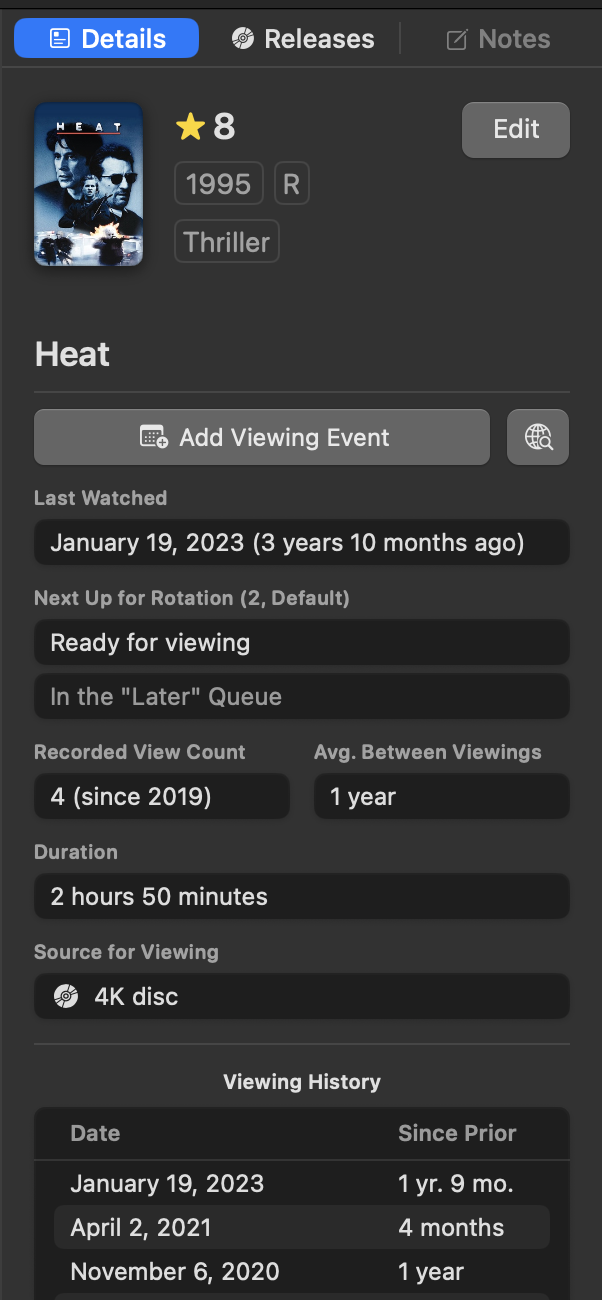 Details
Releases
Notes
HEAT
8
Edit
1995
R
Thriller
Heat
Add Viewing Event
Last Watched
January 19, 2023 (3 years 10 months ago)
Next Up for Rotation (2, Default)
Ready for viewing
In the "Later" Queue
Recorded View Count
Avg. Between Viewings
4 (since 2019)
1 year
Duration
2 hours 50 minutes
Source for Viewing
4K disc
Viewing History
Date
Since Prior
January 19, 2023
1 yr. 9 mo.
April 2, 2021
4 months
November 6, 2020
1 year